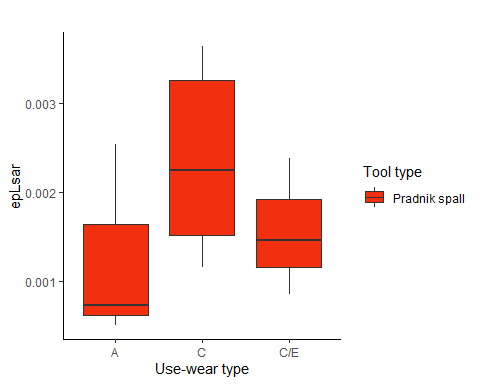 0.003
0.002
0.001
epLsar
A
C
C/E
Use-wear type
Tool type
Pradnik spall